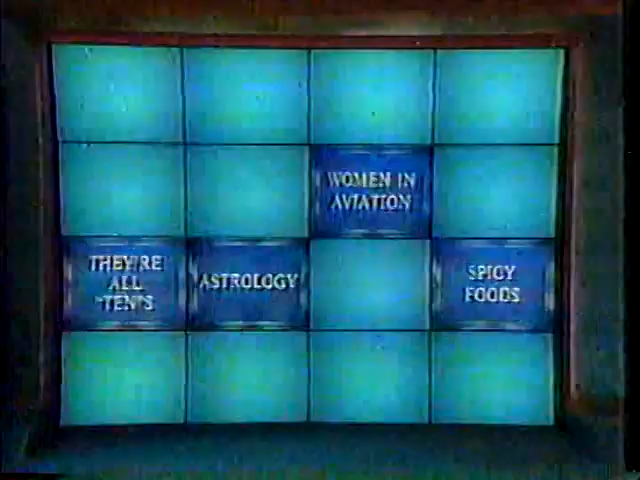 WOMEN IN
AVIATION
THEY'RE
ALL
"TEN"S
ASTROLOGY
SPICY
FOODS